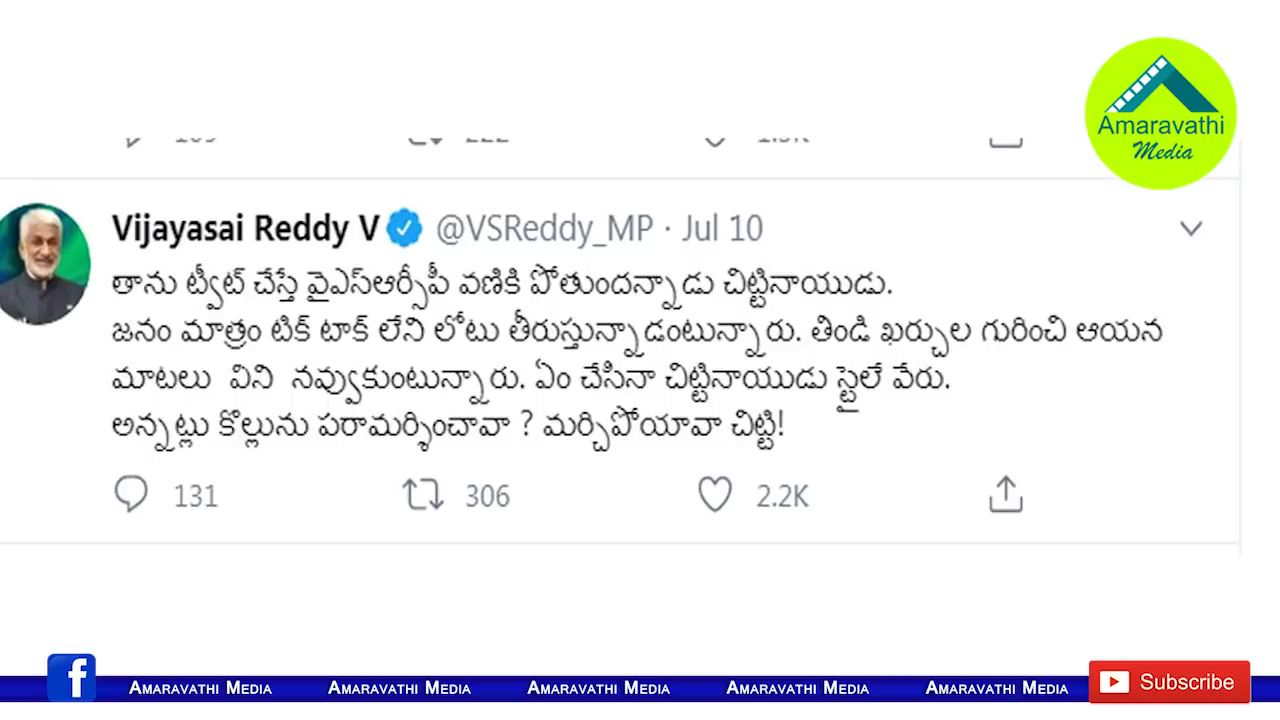 Amaravathi
Media
Vijayasai Reddy V @VSReddy_MP · Jul 10
తాను ట్వీట్ చేస్తే వైఎస్ఆర్సీపీ వణికి పోతుందన్నాడు చిట్టినాయుడు.
జనం మాత్రం టిక్ టాక్ లేని లోటు తీరుస్తున్నాడంటున్నారు. తిండి ఖర్చుల గురించి ఆయన
మాటలు విని నవ్వుకుంటున్నారు. ఏం చేసినా చిట్టినాయుడు స్టైలే వేరు.
అన్నట్లు కొల్లును పరామర్శించావా ? మర్చిపోయావా చిట్టి!
131 306 2.2K
f Amaravathi Media Amaravathi Media Amaravathi Media Amaravathi Media Amaravathi Media Subscribe